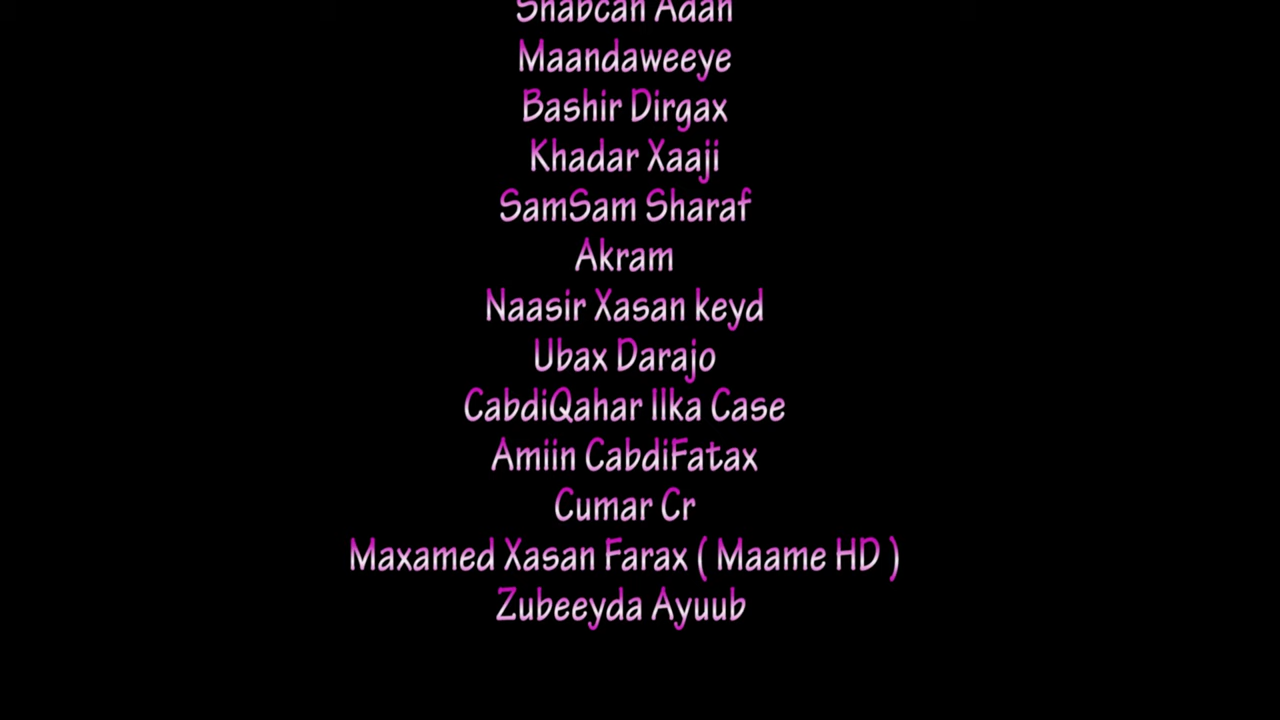 Shabcan Adan
Maandaweeye
Bashir Dirgax
Khadar Xaaji
SamSam Sharaf
Akram
Naasir Xasan keyd
Ubax Darajo
CabdiQahar Ilka Case
Amiin CabdiFatax
Cumar Cr
Maxamed Xasan Farax ( Maame HD )
Zubeeyda Ayuub